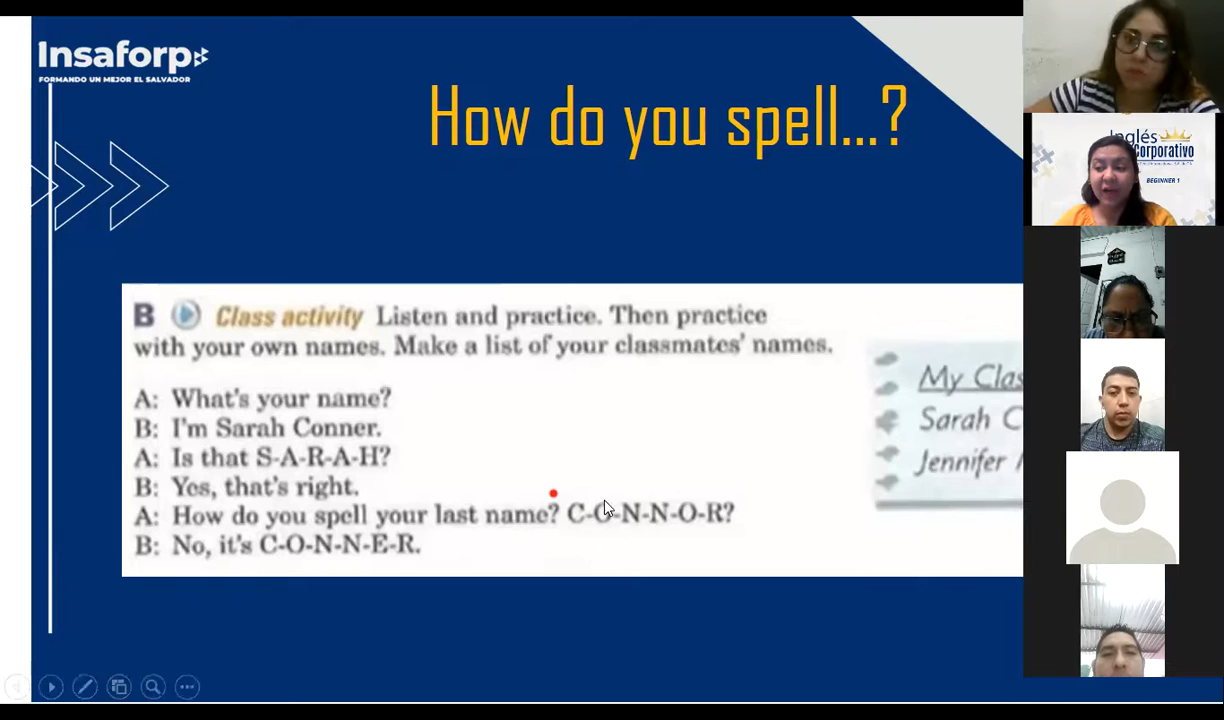 Insaforp
FORMANDO UN MEJOR EL SALVADOR
How do you spell...?
B Class activity Listen and practice. Then practice
with your own names. Make a list of your classmates' names.
A: What's your name?
B: I'm Sarah Conner.
A: Is that S-A-R-A-H?
B: Yes, that's right.
A: How do you spell your last name? C-O-N-N-O-R?
B: No, it's C-O-N-N-E-R.
My Clas
Sarah C
Jennifer
Inglés
Corporativo
BEGINNER 1